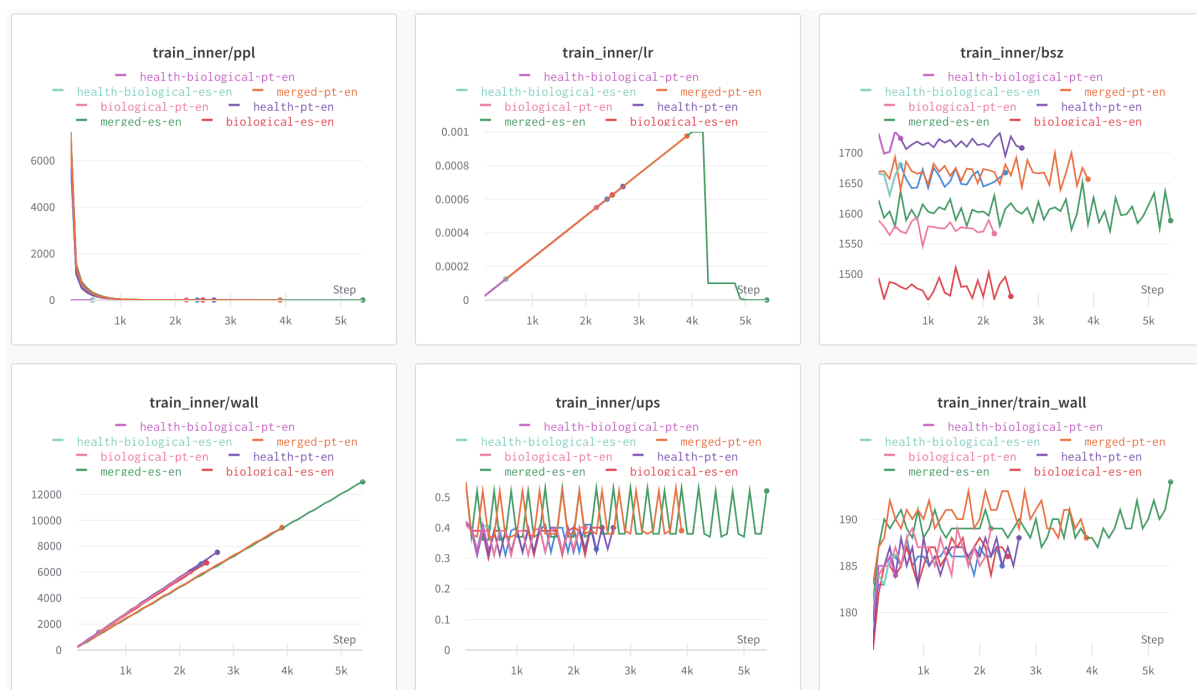 train_inner/ppl
health-biological-pt-en
health-biological-es-en merged-pt-en
biological-pt-en health-pt-en
merged-es-en biological-es-en
6000
4000
2000
0
Step
1k 2k 3k 4k 5k
train_inner/lr
health-biological-pt-en
health-biological-es-en merged-pt-en
biological-pt-en health-pt-en
merged-es-en biological-es-en
0.001
0.0008
0.0006
0.0004
0.0002
0
Step
1k 2k 3k 4k 5k
train_inner/bsz
health-biological-pt-en
health-biological-es-en merged-pt-en
biological-pt-en health-pt-en
merged-es-en biological-es-en
1700
1650
1600
1550
1500
Step
1k 2k 3k 4k 5k
train_inner/wall
health-biological-pt-en
health-biological-es-en merged-pt-en
biological-pt-en health-pt-en
merged-es-en biological-es-en
12000
10000
8000
6000
4000
2000
0
Step
1k 2k 3k 4k 5k
train_inner/ups
health-biological-pt-en
health-biological-es-en merged-pt-en
biological-pt-en health-pt-en
merged-es-en biological-es-en
0.5
0.4
0.3
0.2
0.1
0
Step
1k 2k 3k 4k 5k
train_inner/train_wall
health-biological-pt-en
health-biological-es-en merged-pt-en
biological-pt-en health-pt-en
merged-es-en biological-es-en
190
185
180
Step
1k 2k 3k 4k 5k